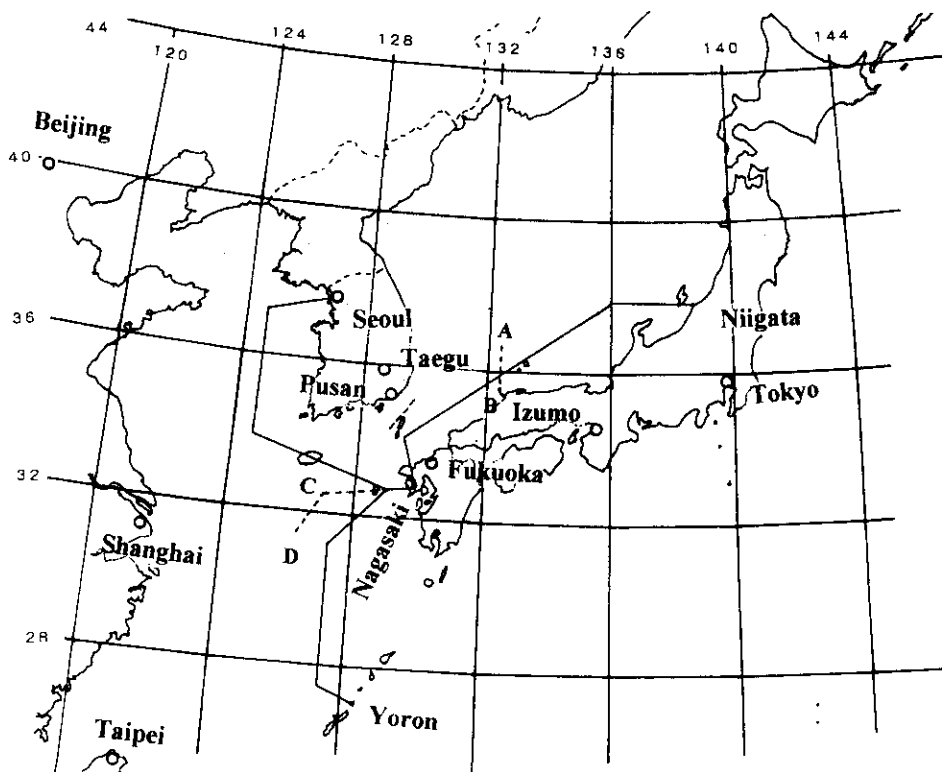 44
120
124
128
132
136
140
144
Beijing
40
36
Seoul
A
Niigata
Taegu
Pusan
B
Izumo
Tokyo
32
C
Fukuoka
Shanghai
D
Nagasaki
28
Yoron
Taipei